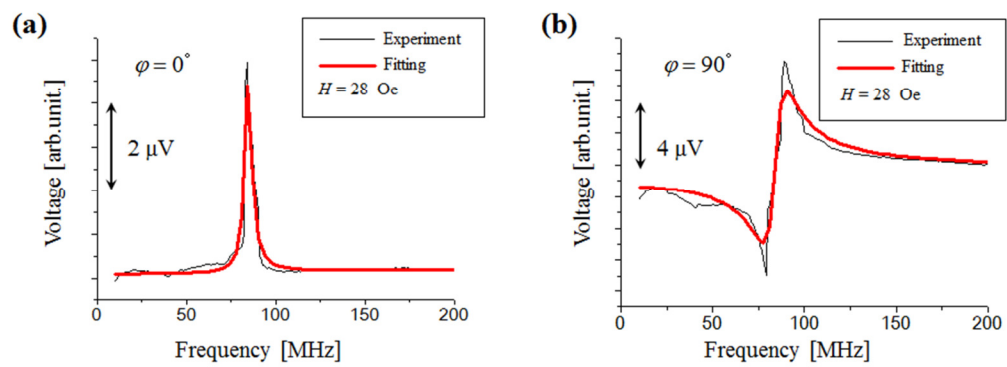 (a)
Experiment
Fitting
H = 28 Oe
φ = 0°
2 μV
Voltage [arb.unit.]
0
50
100
150
200
Frequency [MHz]
(b)
Experiment
Fitting
H = 28 Oe
φ = 90°
4 μV
Voltage [arb.unit.]
0
50
100
150
200
Frequency [MHz]